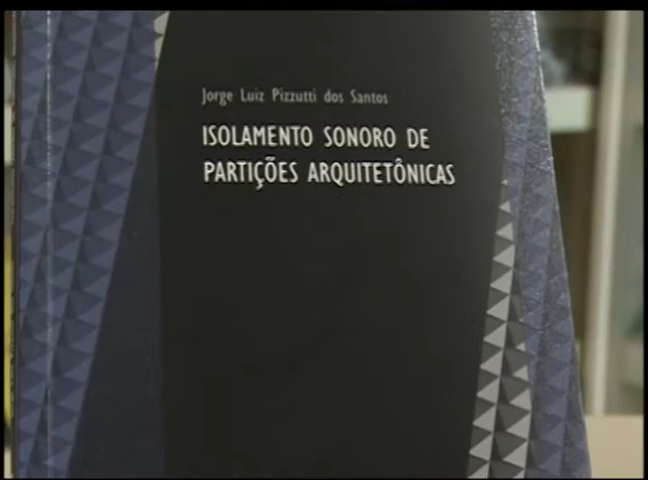 Jorge Luiz Pizzutti dos Santos
ISOLAMENTO SONORO DE
PARTIÇÕES ARQUITETÔNICAS